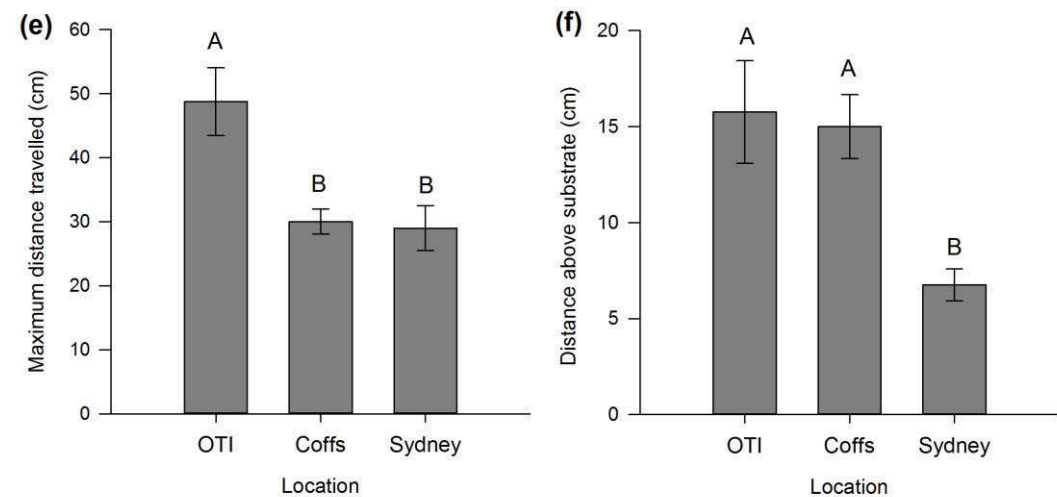 (e)
Maximum distance travelled (cm)
60
50
40
30
20
10
0
A
B
B
OTI Coffs Sydney
Location
(f)
Distance above substrate (cm)
20
15
10
5
0
A
A
B
OTI Coffs Sydney
Location